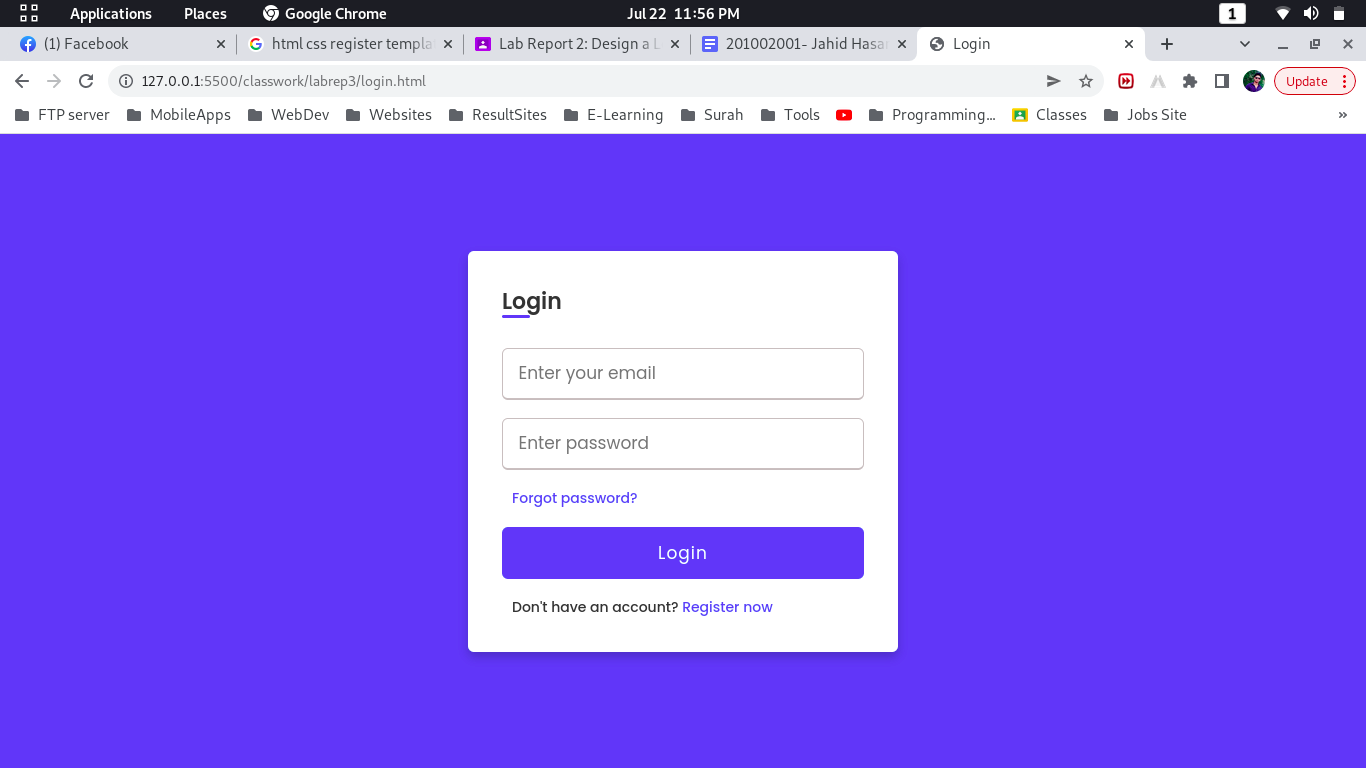 Applications Places Google Chrome Jul 22 11:56 PM 1
(1) Facebook html css register templa Lab Report 2: Design a L 201002001- Jahid Hasan Login
127.0.0.1:5500/classwork/labrep3/login.html Update
FTP server MobileApps WebDev Websites ResultSites E-Learning Surah Tools Programming... Classes Jobs Site »
Login
Enter your email
Enter password
Forgot password?
Login
Don't have an account? Register now